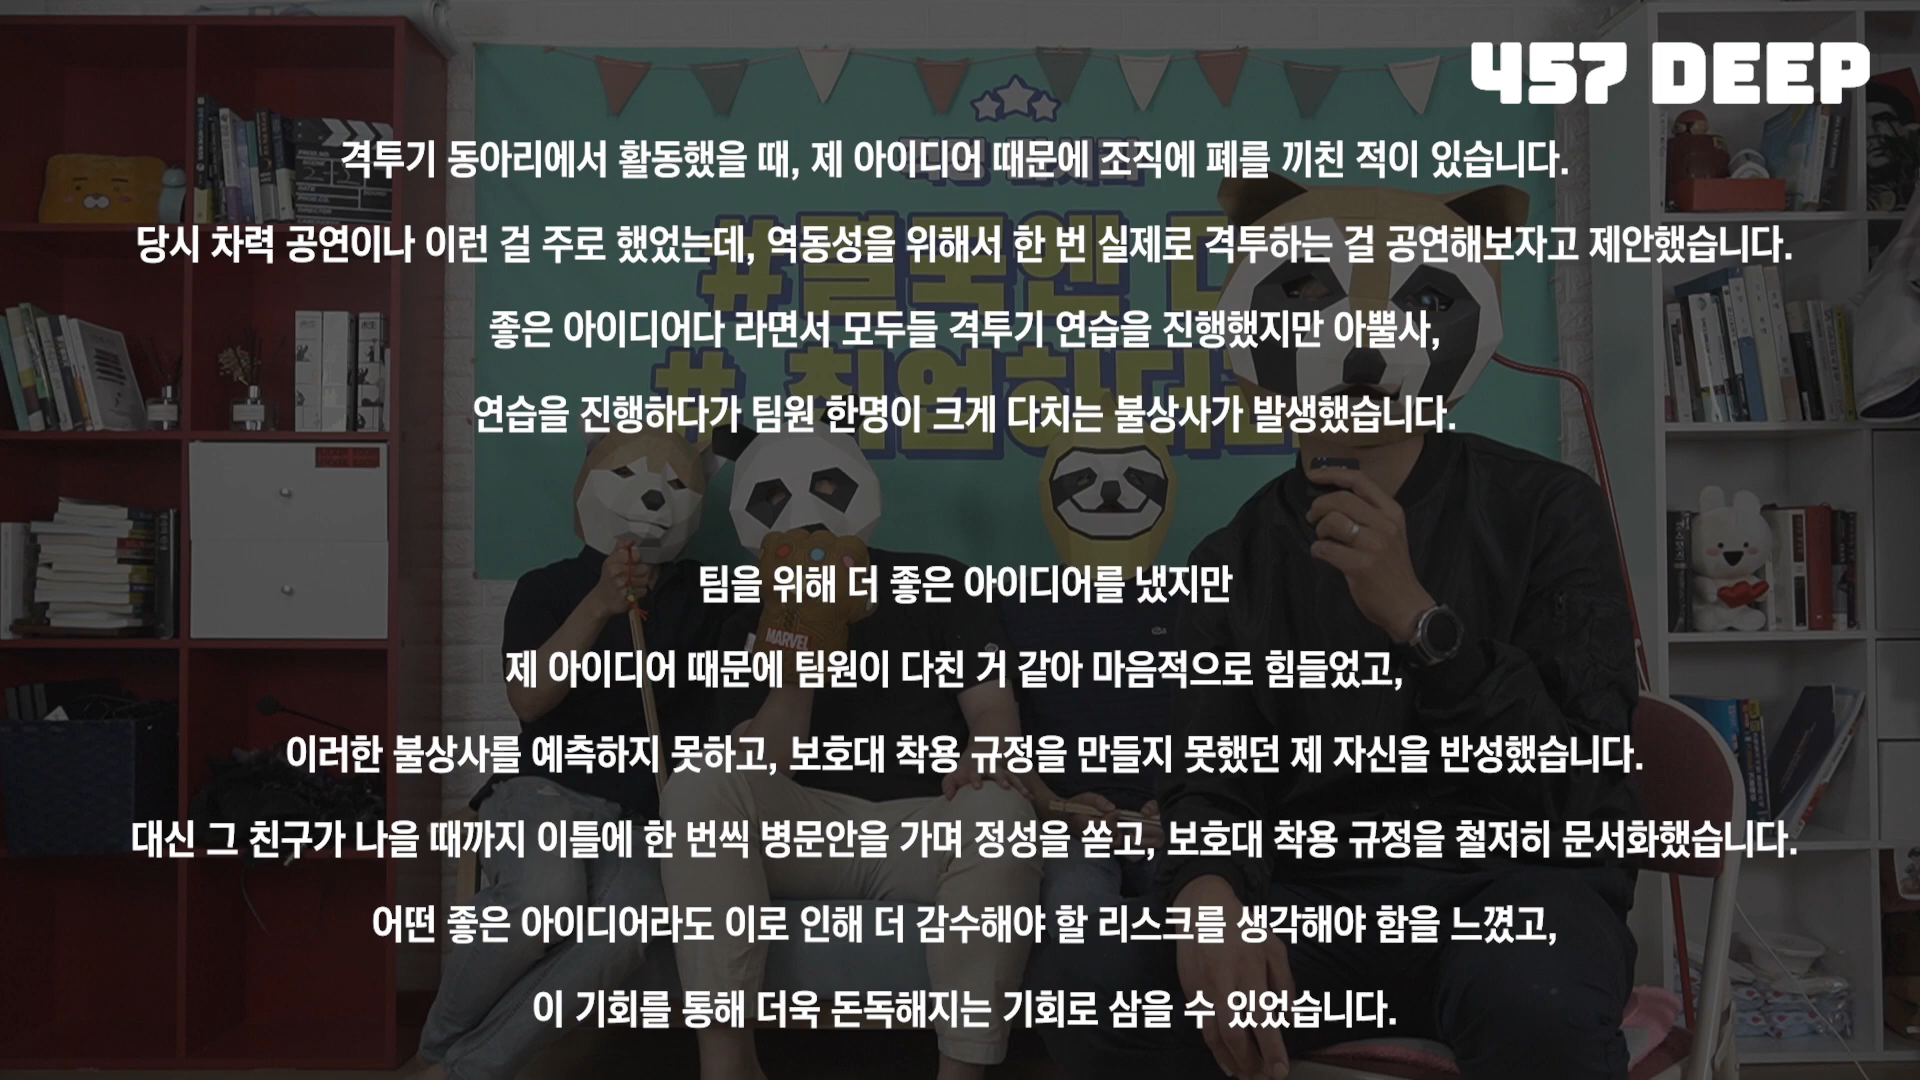 457 DEEP
격투기 동아리에서 활동했을 때, 제 아이디어 때문에 조직에 폐를 끼친 적이 있습니다.
당시 차력 공연이나 이런 걸 주로 했었는데, 역동성을 위해서 한 번 실제로 격투하는 걸 공연해보자고 제안했습니다.
좋은 아이디어다 라면서 모두들 격투기 연습을 진행했지만 아뿔사,
연습을 진행하다가 팀원 한명이 크게 다치는 불상사가 발생했습니다.
팀을 위해 더 좋은 아이디어를 냈지만
제 아이디어 때문에 팀원이 다친 거 같아 마음적으로 힘들었고,
이러한 불상사를 예측하지 못하고, 보호대 착용 규정을 만들지 못했던 제 자신을 반성했습니다.
대신 그 친구가 나을 때까지 이틀에 한 번씩 병문안을 가며 정성을 쏟고, 보호대 착용 규정을 철저히 문서화했습니다.
어떤 좋은 아이디어라도 이로 인해 더 감수해야 할 리스크를 생각해야 함을 느꼈고,
이 기회를 통해 더욱 돈독해지는 기회로 삼을 수 있었습니다.
#결국엔 다
# 취업하더라
MARVEL